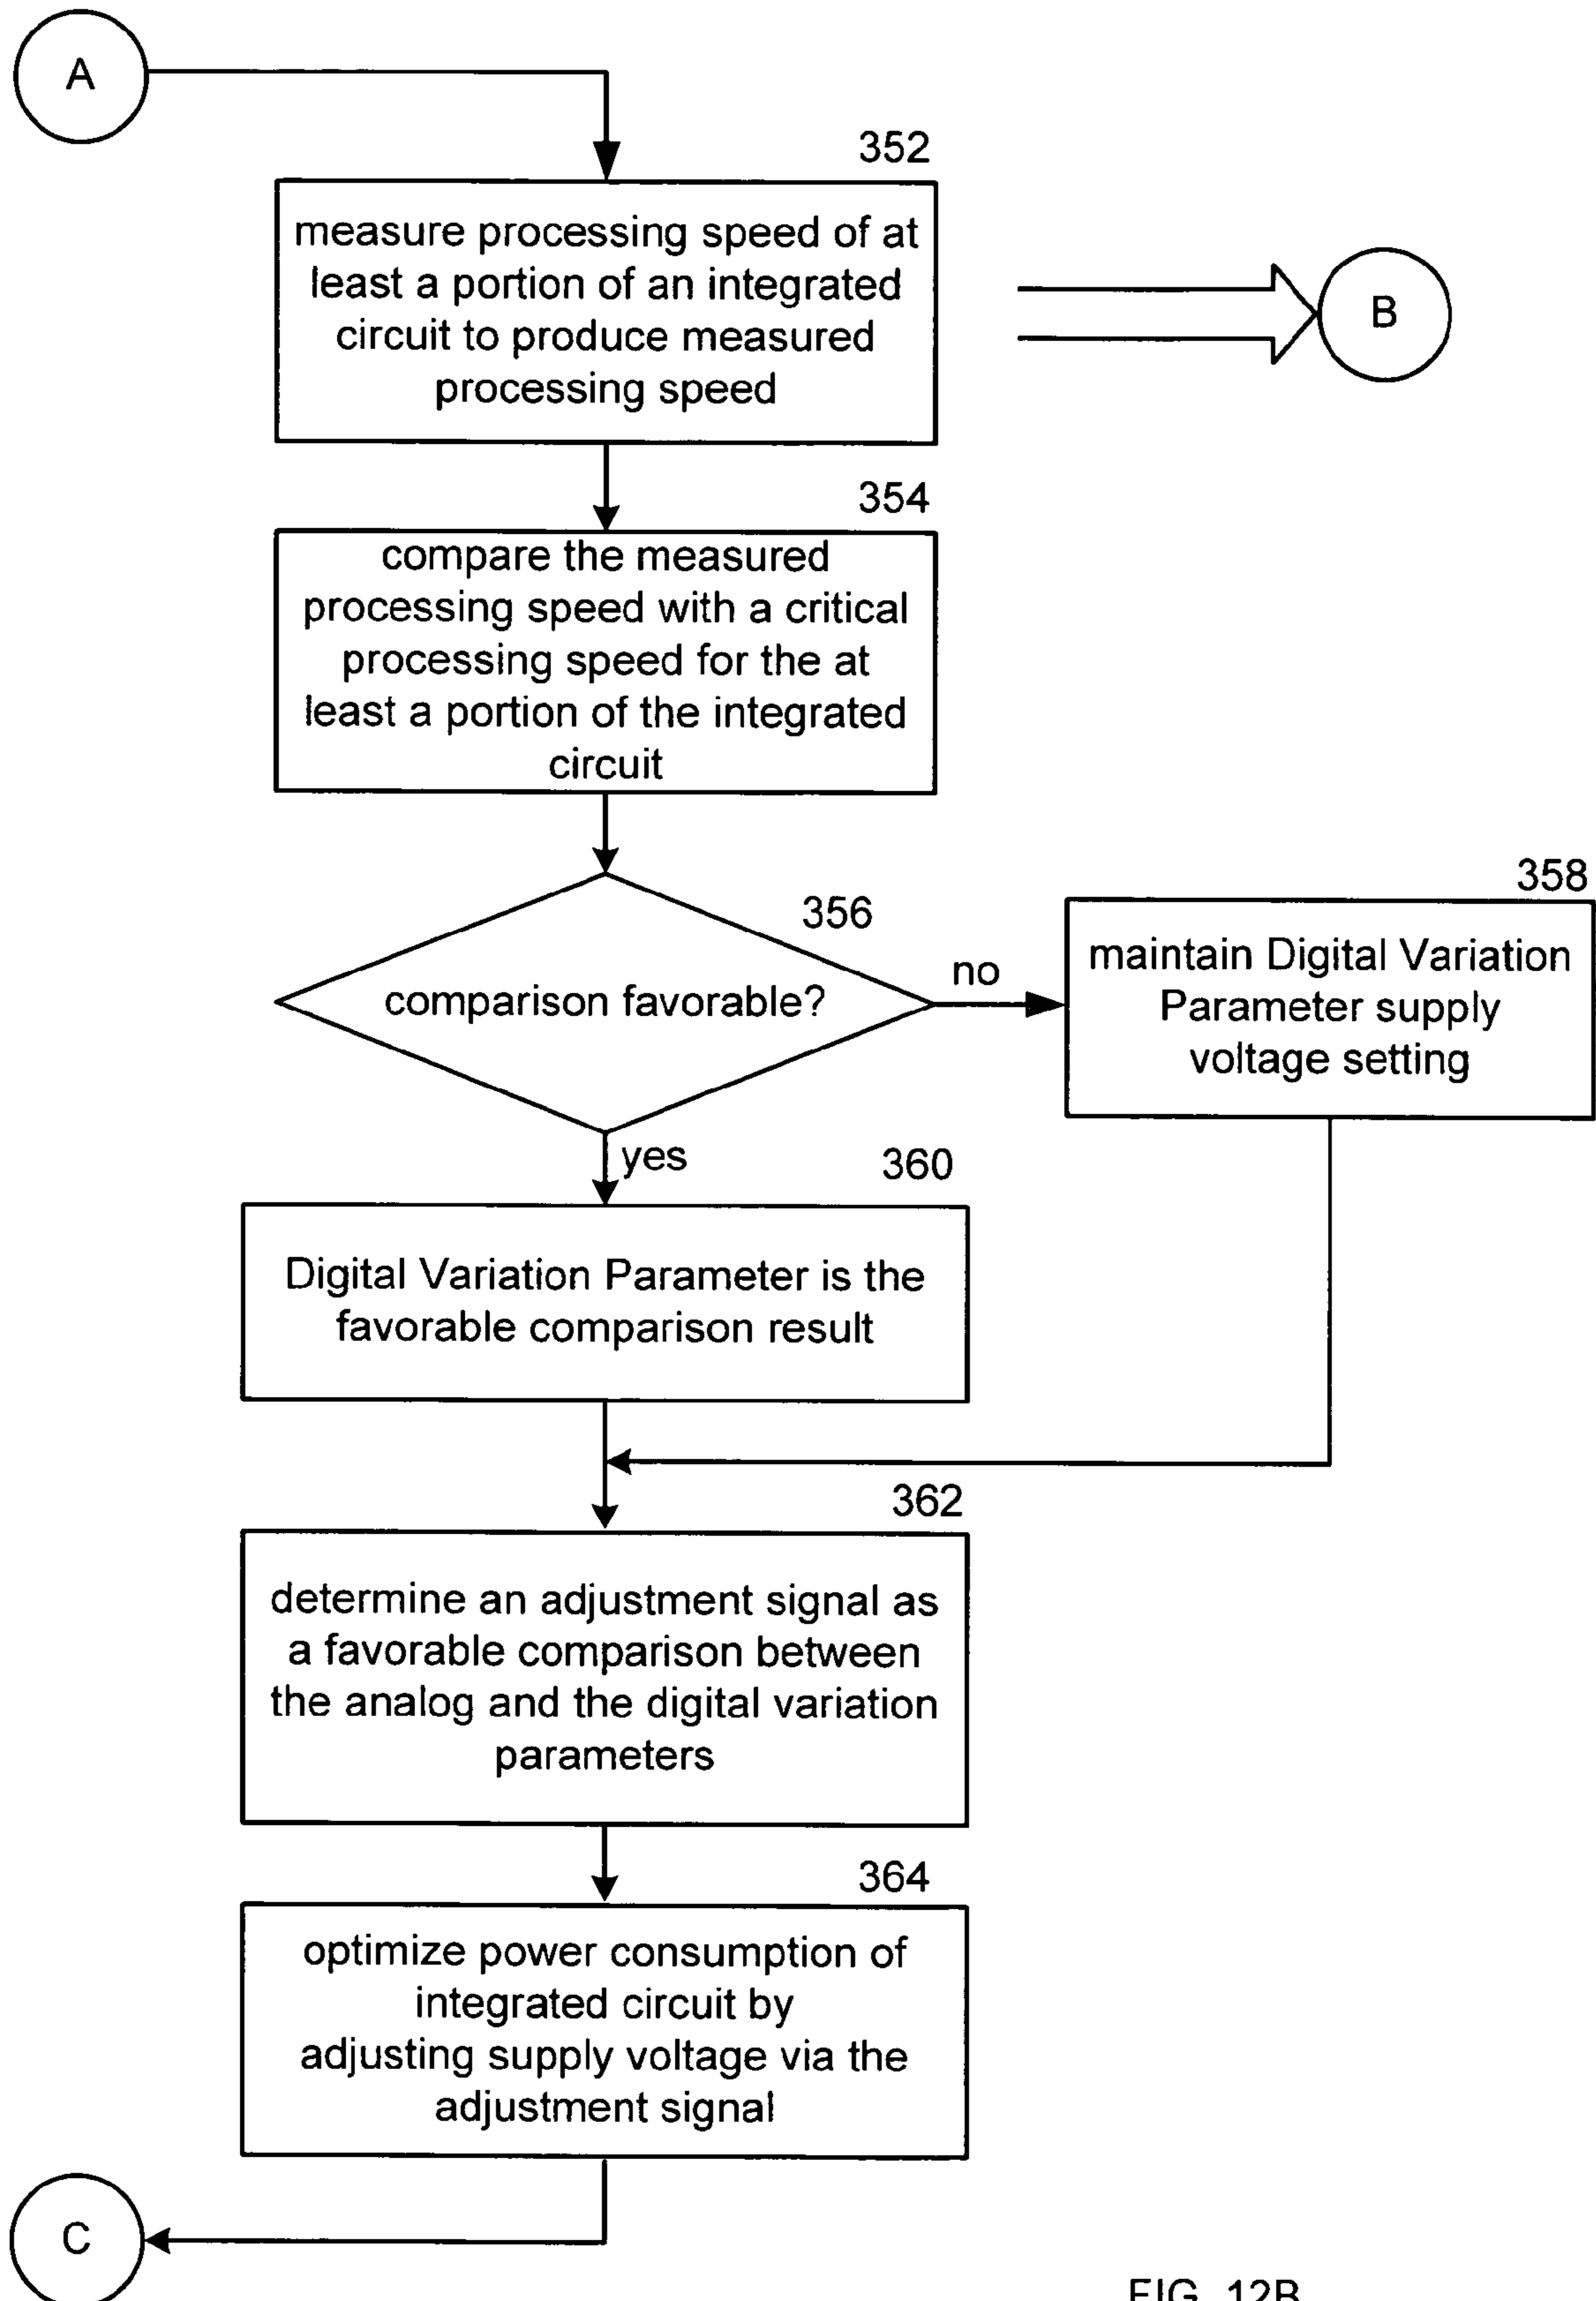 A
352
measure processing speed of at
least a portion of an integrated
circuit to produce measured
processing speed
B
354
compare the measured
processing speed with a critical
processing speed for the at
least a portion of the integrated
circuit
356
comparison favorable?
no
358
maintain Digital Variation
Parameter supply
voltage setting
yes
360
Digital Variation Parameter is the
favorable comparison result
362
determine an adjustment signal as
a favorable comparison between
the analog and the digital variation
parameters
364
optimize power consumption of
integrated circuit by
adjusting supply voltage via the
adjustment signal
C
FIG. 12B